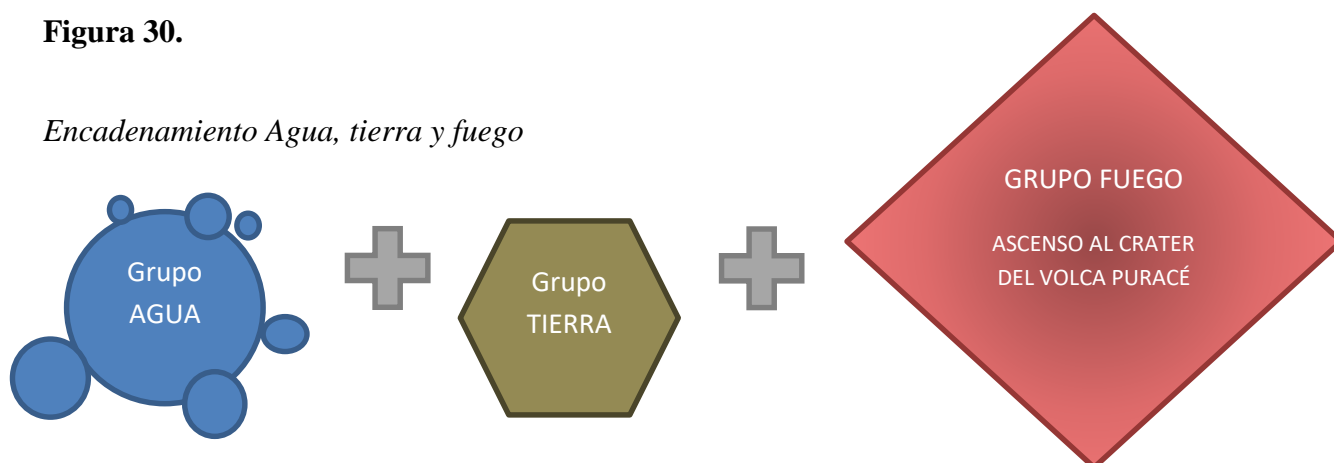 Figura 30.
Encadenamiento Agua, tierra y fuego
Grupo
AGUA
Grupo
TIERRA
GRUPO FUEGO
ASCENSO AL CRATER
DEL VOLCA PURACÉ